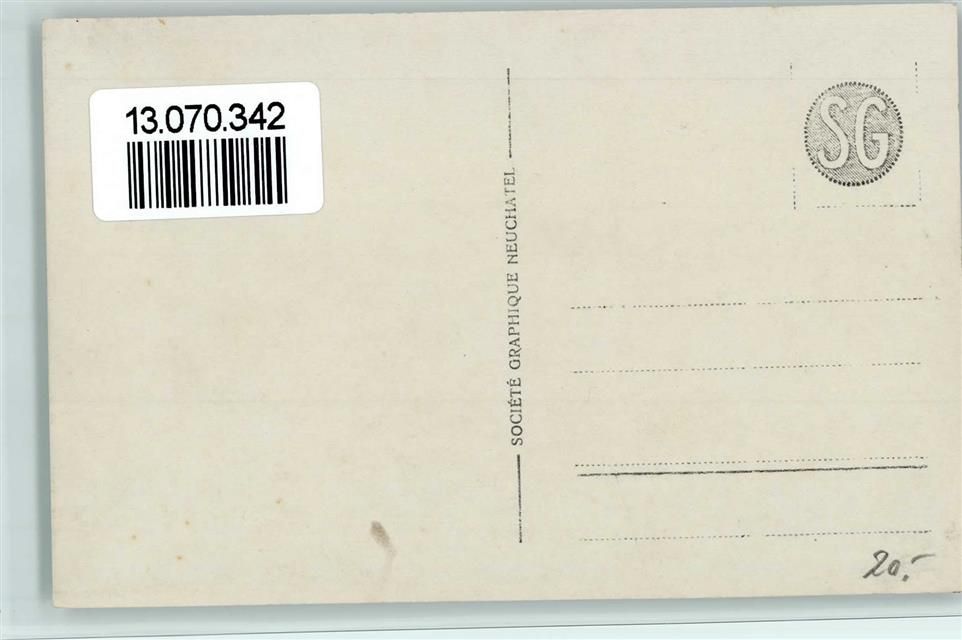 13.070.342
SOCIÉTÉ GRAPHIQUE NEUCHATEL
SG
20.-